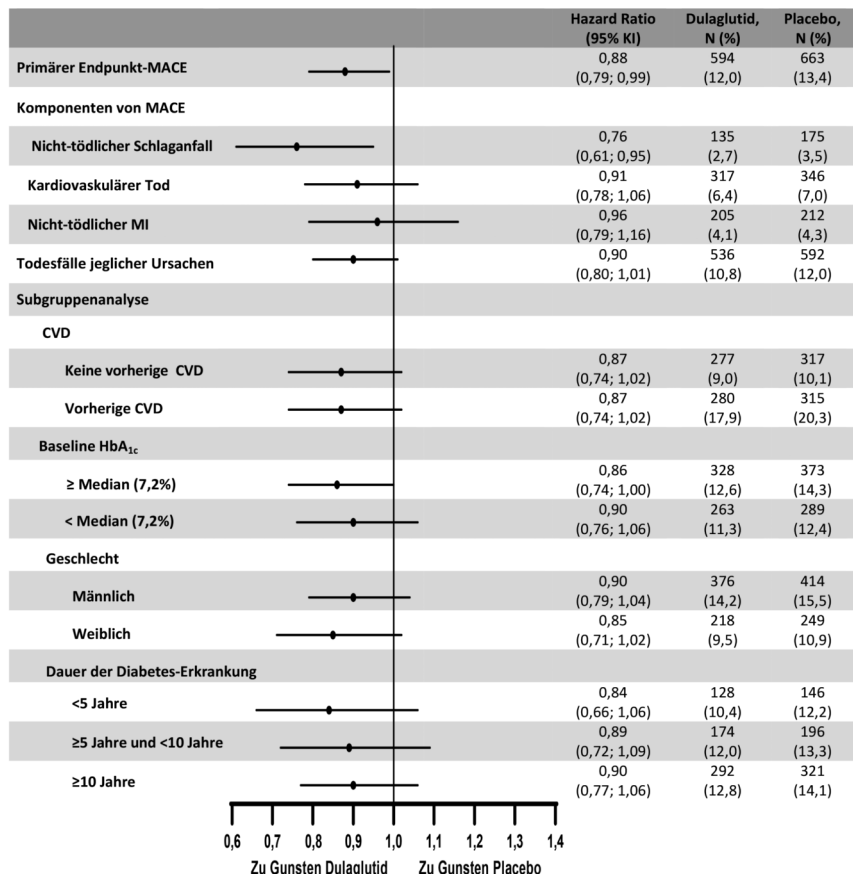 Hazard Ratio Dulaglutid, Placebo,
(95% KI) N (%) N (%)
Primärer Endpunkt-MACE 0,88 594 663
(0,79; 0,99) (12,0) (13,4)
Komponenten von MACE
Nicht-tödlicher Schlaganfall 0,76 135 175
(0,61; 0,95) (2,7) (3,5)
Kardiovaskulärer Tod 0,91 317 346
(0,78; 1,06) (6,4) (7,0)
Nicht-tödlicher MI 0,96 205 212
(0,79; 1,16) (4,1) (4,3)
Todesfälle jeglicher Ursachen 0,90 536 592
(0,80; 1,01) (10,8) (12,0)
Subgruppenanalyse
CVD
Keine vorherige CVD 0,87 277 317
(0,74; 1,02) (9,0) (10,1)
Vorherige CVD 0,87 280 315
(0,74; 1,02) (17,9) (20,3)
Baseline HbA1c
≥ Median (7,2%) 0,86 328 373
(0,74; 1,00) (12,6) (14,3)
< Median (7,2%) 0,90 263 289
(0,76; 1,06) (11,3) (12,4)
Geschlecht
Männlich 0,90 376 414
(0,79; 1,04) (14,2) (15,5)
Weiblich 0,85 218 249
(0,71; 1,02) (9,5) (10,9)
Dauer der Diabetes-Erkrankung
<5 Jahre 0,84 128 146
(0,66; 1,06) (10,4) (12,2)
≥5 Jahre und <10 Jahre 0,89 174 196
(0,72; 1,09) (12,0) (13,3)
≥10 Jahre 0,90 292 321
(0,77; 1,06) (12,8) (14,1)
0,6 0,7 0,8 0,9 1,0 1,1 1,2 1,3 1,4
Zu Gunsten Dulaglutid Zu Gunsten Placebo